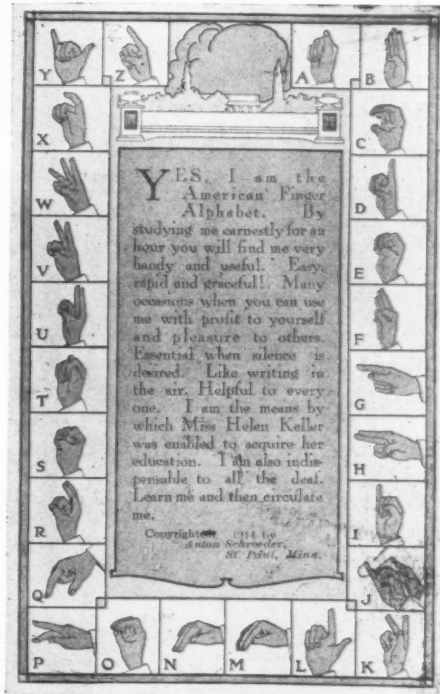 Y
Z
A
B
X
C
W
D
V
E
U
F
T
G
S
H
R
I
Q
J
P
O
N
M
L
K
YES, I am the
American Finger
Alphabet. By
studying me earnestly for an
hour you will find me very
handy and useful. Easy,
rapid and graceful! Many
occasions when you can use
me with profit to yourself
and pleasure to others.
Essential when silence is
desired. Like writing in
the air. Helpful to every
one. I am the means by
which Miss Helen Keller
was enabled to acquire her
education. I am also indis-
pensable to all the deaf.
Learn me and then circulate
me.
Copyrighted, 1914 by
Anton Schroeder,
St. Paul, Minn.